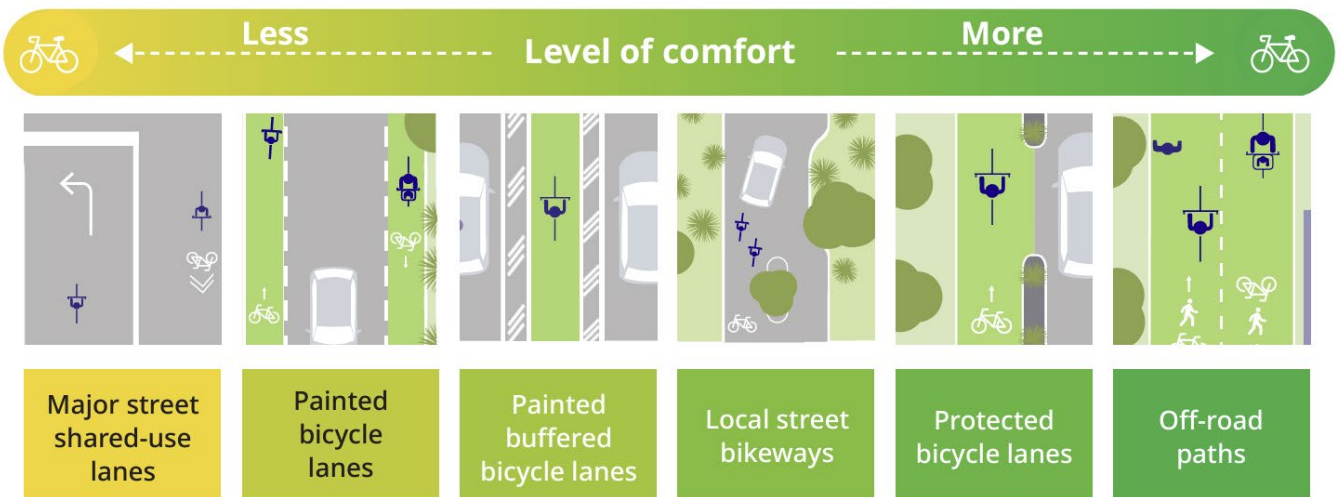 Less
Level of comfort
More
Major street
shared-use
lanes
Painted
bicycle
lanes
Painted
buffered
bicycle lanes
Local street
bikeways
Protected
bicycle lanes
Off-road
paths